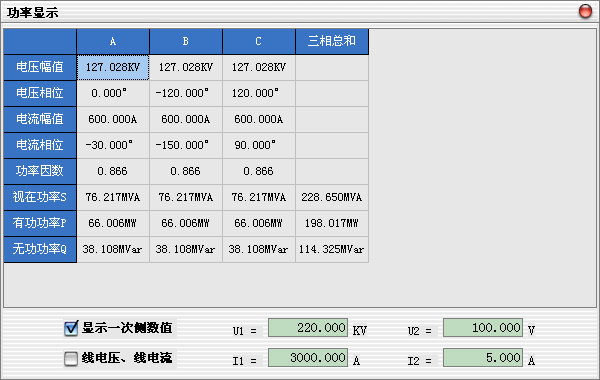 功率显示
A B C 三相总和
电压幅值 127.028KV 127.028KV 127.028KV
电压相位 0.000° -120.000° 120.000°
电流幅值 600.000A 600.000A 600.000A
电流相位 -30.000° -150.000° 90.000°
功率因数 0.866 0.866 0.866
视在功率S 76.217MVA 76.217MVA 76.217MVA 228.650MVA
有功功率P 66.006MW 66.006MW 66.006MW 198.017MW
无功功率Q 38.108MVar 38.108MVar 38.108MVar 114.325MVar
显示一次侧数值 U1 = 220.000 KV U2 = 100.000 V
线电压、线电流 I1 = 3000.000 A I2 = 5.000 A